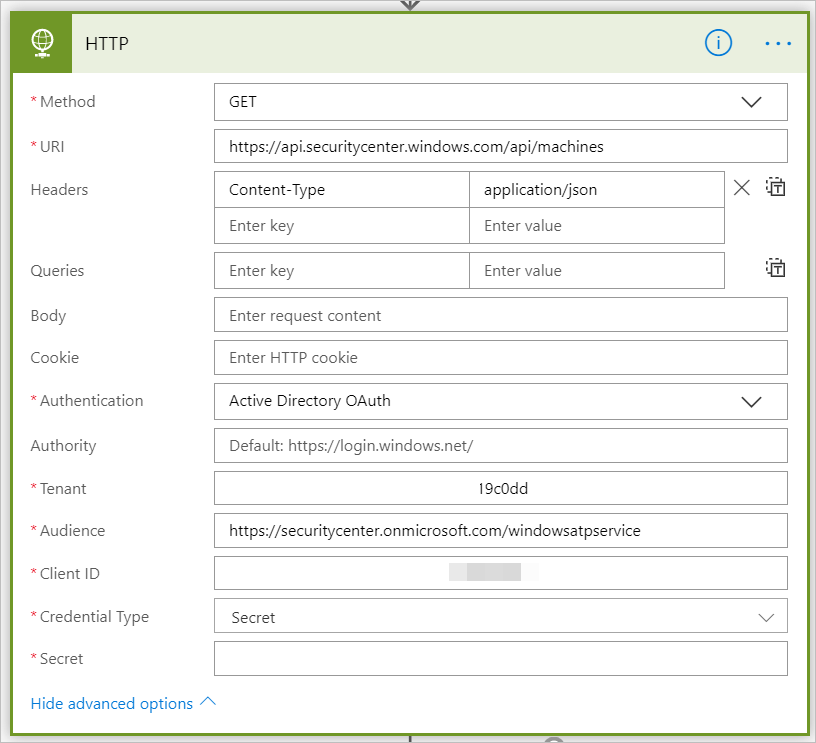 HTTP
* Method GET
* URI https://api.securitycenter.windows.com/api/machines
Headers Content-Type application/json
Enter key Enter value
Queries Enter key Enter value
Body Enter request content
Cookie Enter HTTP cookie
* Authentication Active Directory OAuth
Authority Default: https://login.windows.net/
* Tenant 19c0dd
* Audience https://securitycenter.onmicrosoft.com/windowsatpservice
* Client ID
* Credential Type Secret
* Secret
Hide advanced options